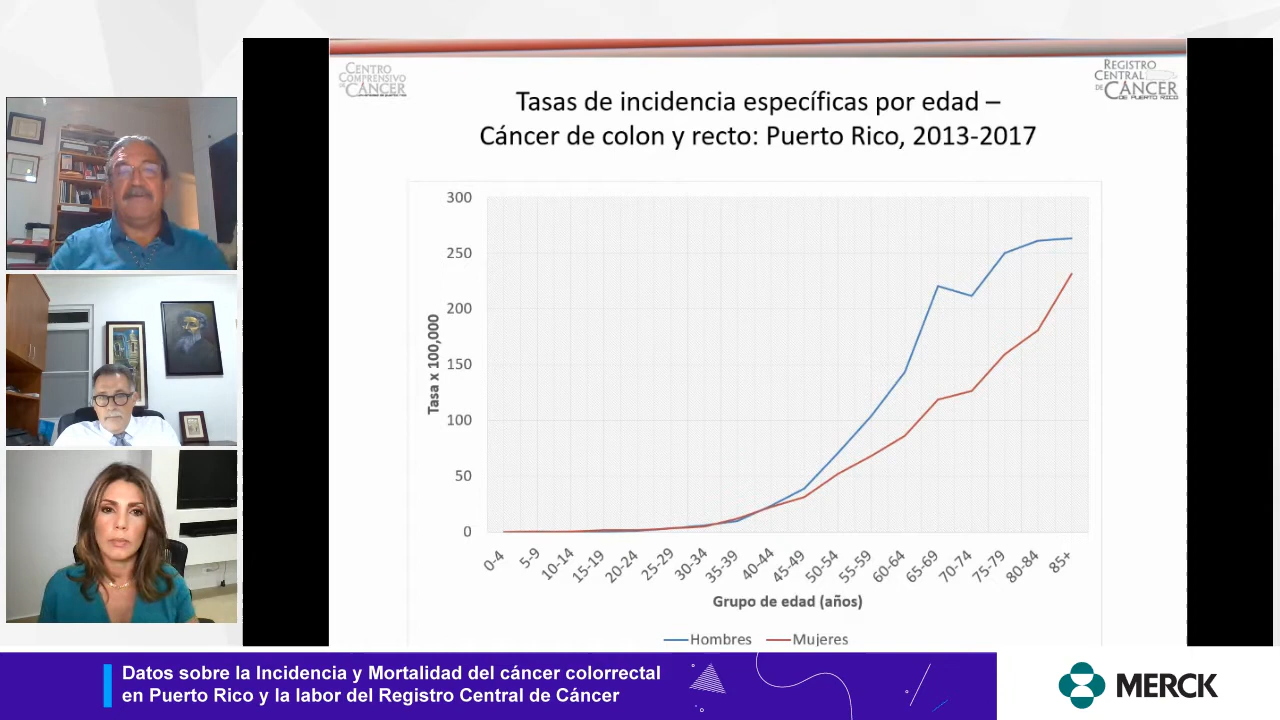 CENTRO
COMPRENSIVO
DE CÁNCER
REGISTRO
CENTRAL
DE CÁNCER
DE PUERTO RICO
Tasas de incidencia específicas por edad –
Cáncer de colon y recto: Puerto Rico, 2013-2017
300
250
200
150
100
50
0
Tasa x 100,000
0-4
5-9
10-14
15-19
20-24
25-29
30-34
35-39
40-44
45-49
50-54
55-59
60-64
65-69
70-74
75-79
80-84
85+
Grupo de edad (años)
Hombres Mujeres
Datos sobre la Incidencia y Mortalidad del cáncer colorrectal
en Puerto Rico y la labor del Registro Central de Cáncer
MERCK